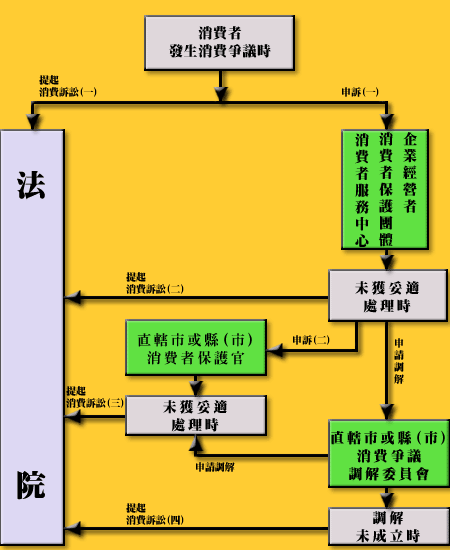 消費者
發生消費爭議時
提起
消費訴訟(一)
申訴(一)
法院
企業經營者
消費者保護團體
消費者服務中心
未獲妥適
處理時
提起
消費訴訟(二)
申訴(二)
申請調解
直轄市或縣(市)
消費者保護官
提起
消費訴訟(三)
未獲妥適
處理時
直轄市或縣(市)
消費爭議
調解委員會
申請調解
提起
消費訴訟(四)
調解
未成立時